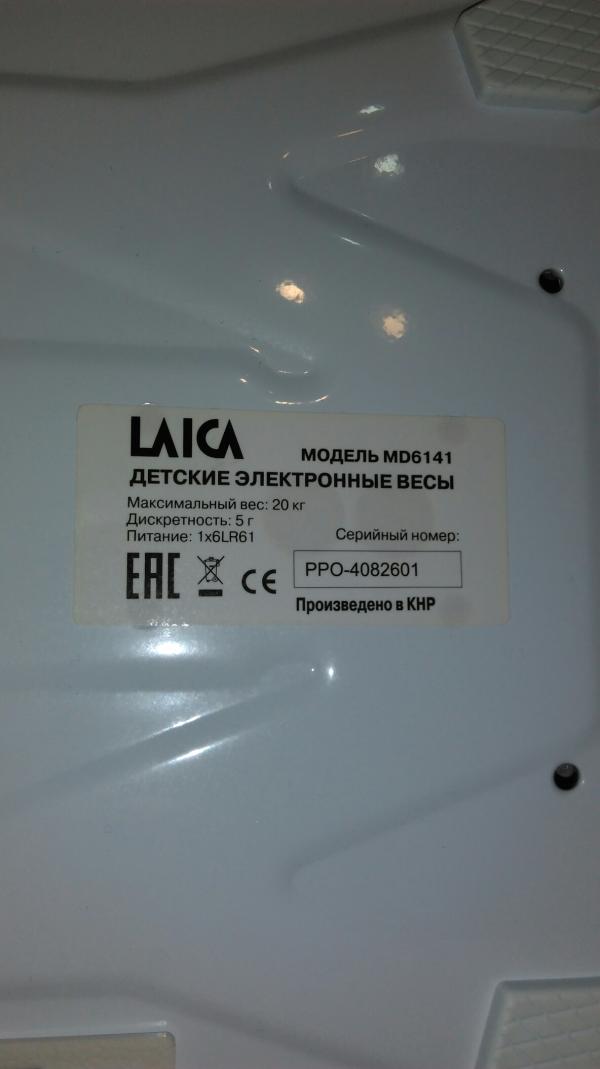 LAICA
МОДЕЛЬ MD6141
ДЕТСКИЕ ЭЛЕКТРОННЫЕ ВЕСЫ
Максимальный вес: 20 кг
Дискретность: 5 г
Питание: 1x6LR61
Серийный номер:
EAC
CE
PPO-4082601
Произведено в КНР